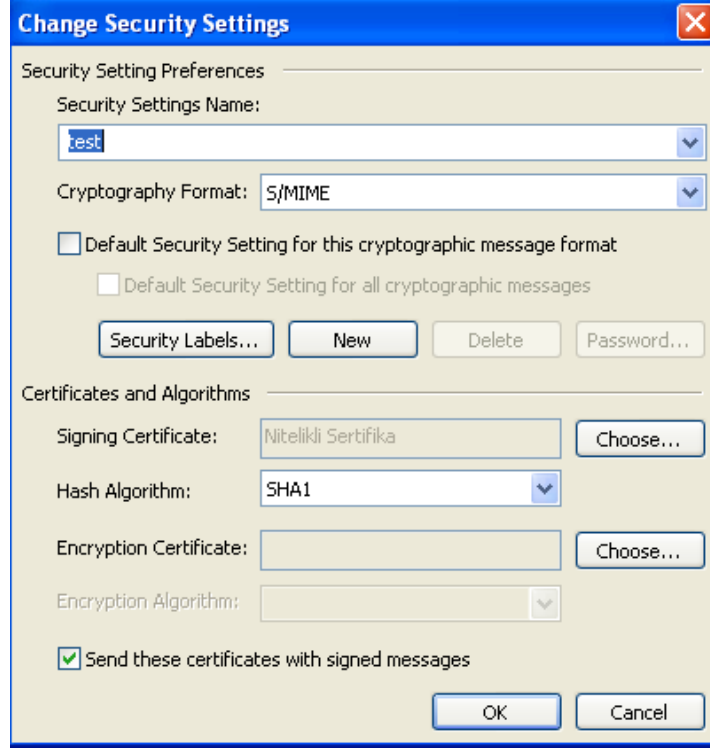 Change Security Settings
Security Setting Preferences
Security Settings Name:
test
Cryptography Format: S/MIME
Default Security Setting for this cryptographic message format
Default Security Setting for all cryptographic messages
Security Labels... New Delete Password...
Certificates and Algorithms
Signing Certificate: Nitelikli Sertifika Choose...
Hash Algorithm: SHA1
Encryption Certificate: Choose...
Encryption Algorithm:
Send these certificates with signed messages
OK Cancel